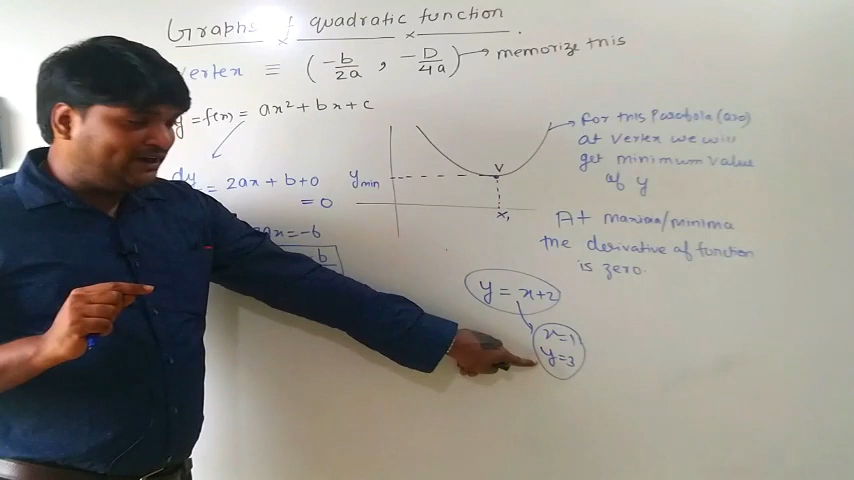 Graphs of quadratic function
vertex ≡ (-b/2a , -D/4a) → memorize this
y = f(x) = ax² + bx + c
dy = 2ax + b + 0
= 0
2ax = -b
-b
y min
V
x₁
for this Parabola (a>0)
at vertex we will
get minimum value
of y
At maxima/minima
the derivative of function
is zero.
y = x+2
x=1
y=3